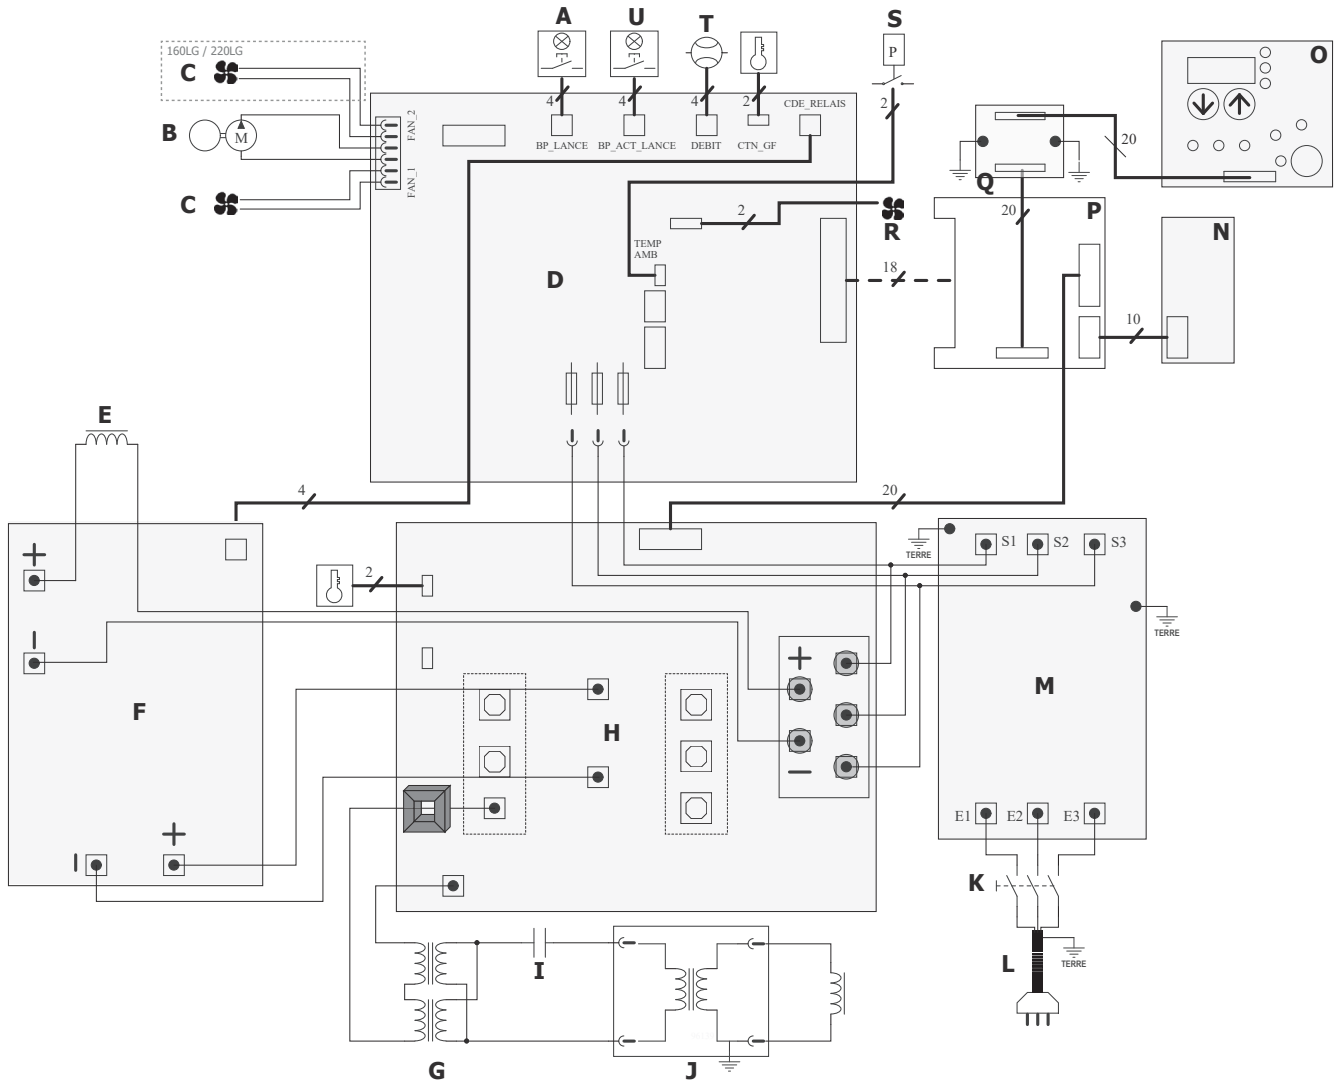 A
U
T
S
160LG / 220LG
C
P
O
B
M
4
4
4
2
2
CDE_RELAIS
FAN_2
BP_LANCE
BP_ACT_LANCE
DEBIT
CTN_GF
20
FAN_1
C
Q
20
P
2
R
N
TEMP
AMB
D
18
10
E
4
20
TERRE
S1
S2
S3
+
2
TERRE
+
M
F
H
+
E1
E2
E3
K
L
TERRE
I
G
J